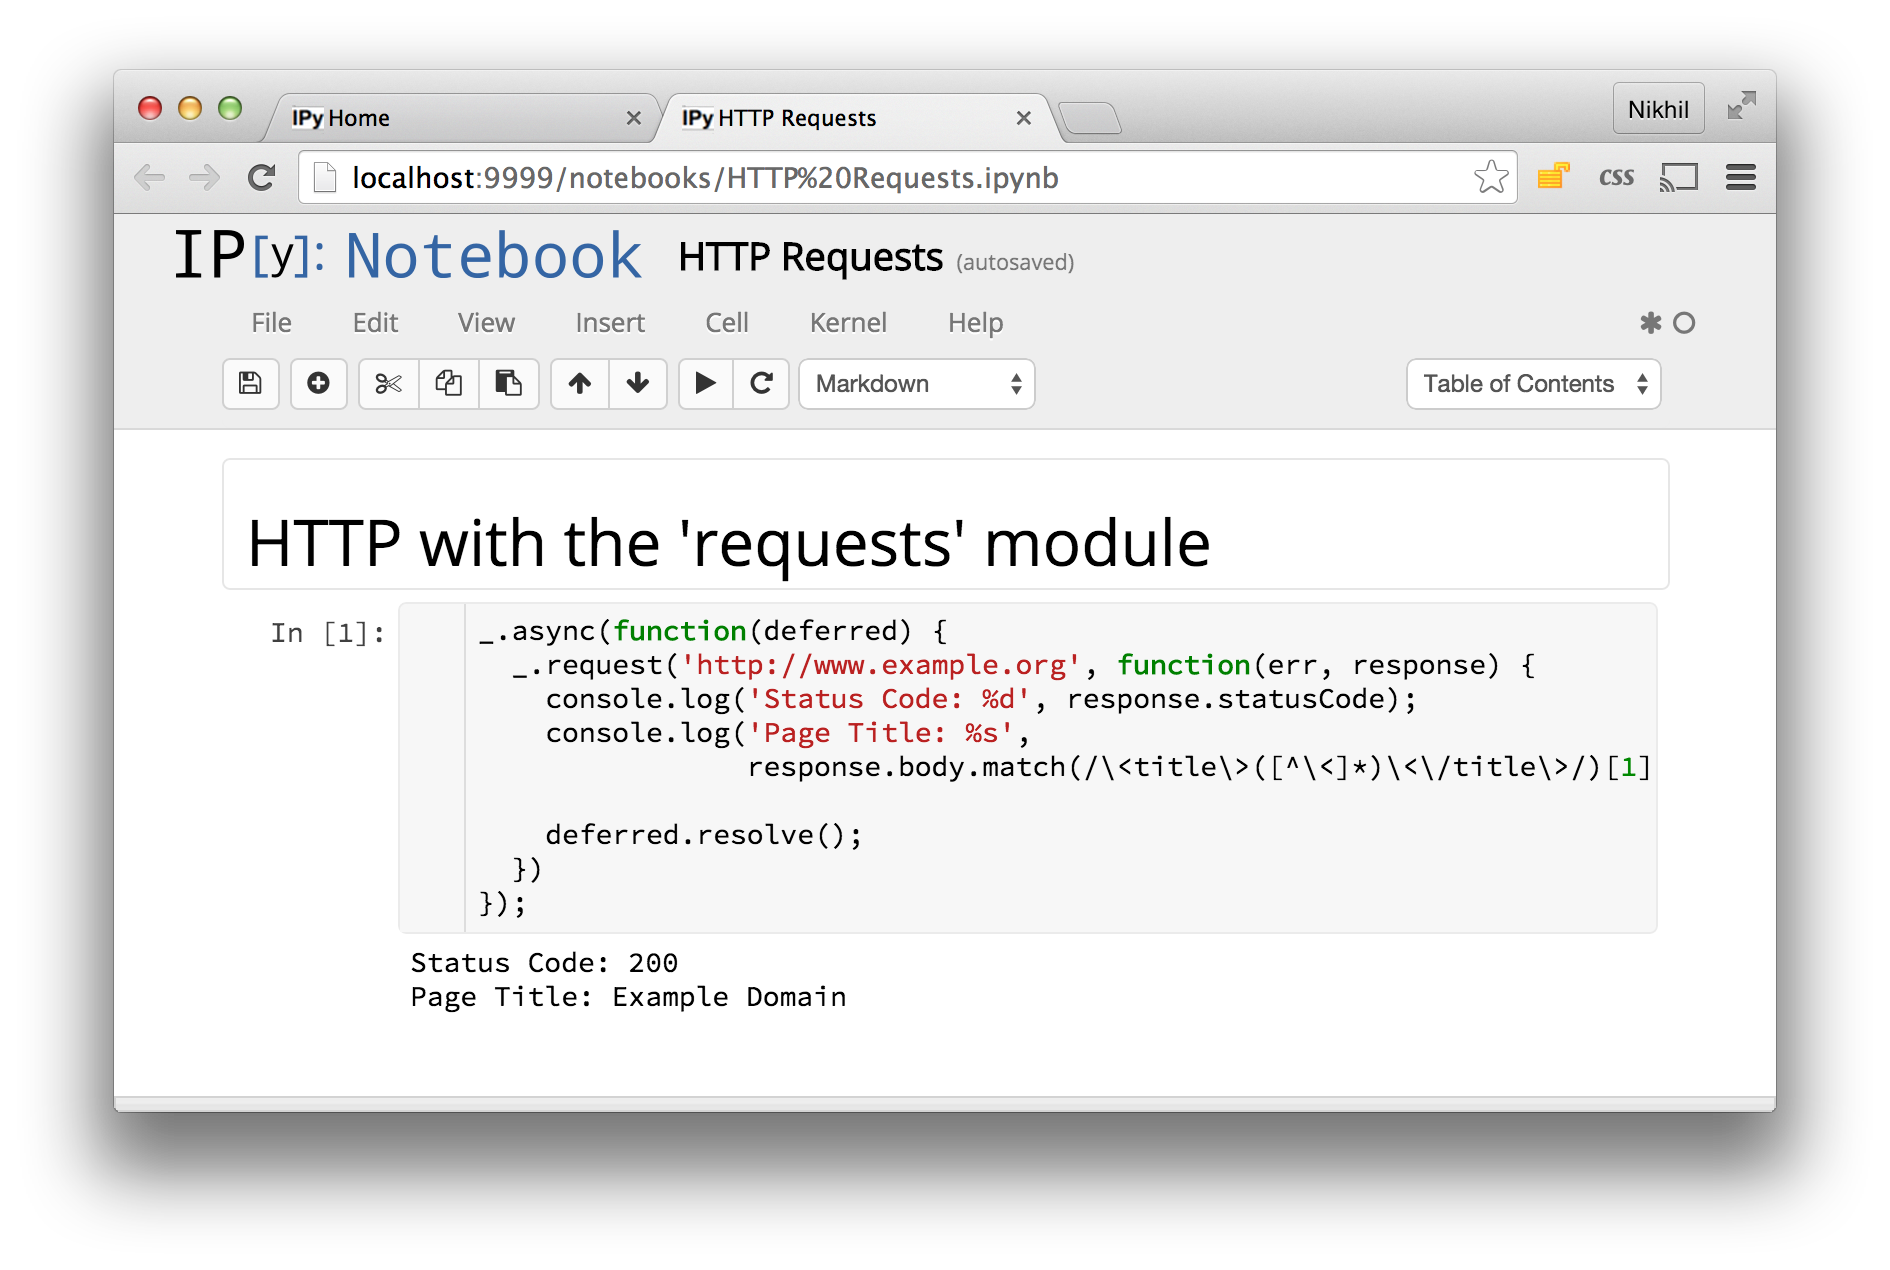 IPy Home
IPy HTTP Requests
Nikhil
localhost:9999/notebooks/HTTP%20Requests.ipynb
css
IP[y]: Notebook HTTP Requests (autosaved)
File Edit View Insert Cell Kernel Help
Markdown
Table of Contents
HTTP with the 'requests' module
In [1]:
_.async(function(deferred) {
  _.request('http://www.example.org', function(err, response) {
    console.log('Status Code: %d', response.statusCode);
    console.log('Page Title: %s',
                response.body.match(/\<title\>([^\<]*)\<\/title\>/)[1]
    deferred.resolve();
  })
});
Status Code: 200
Page Title: Example Domain